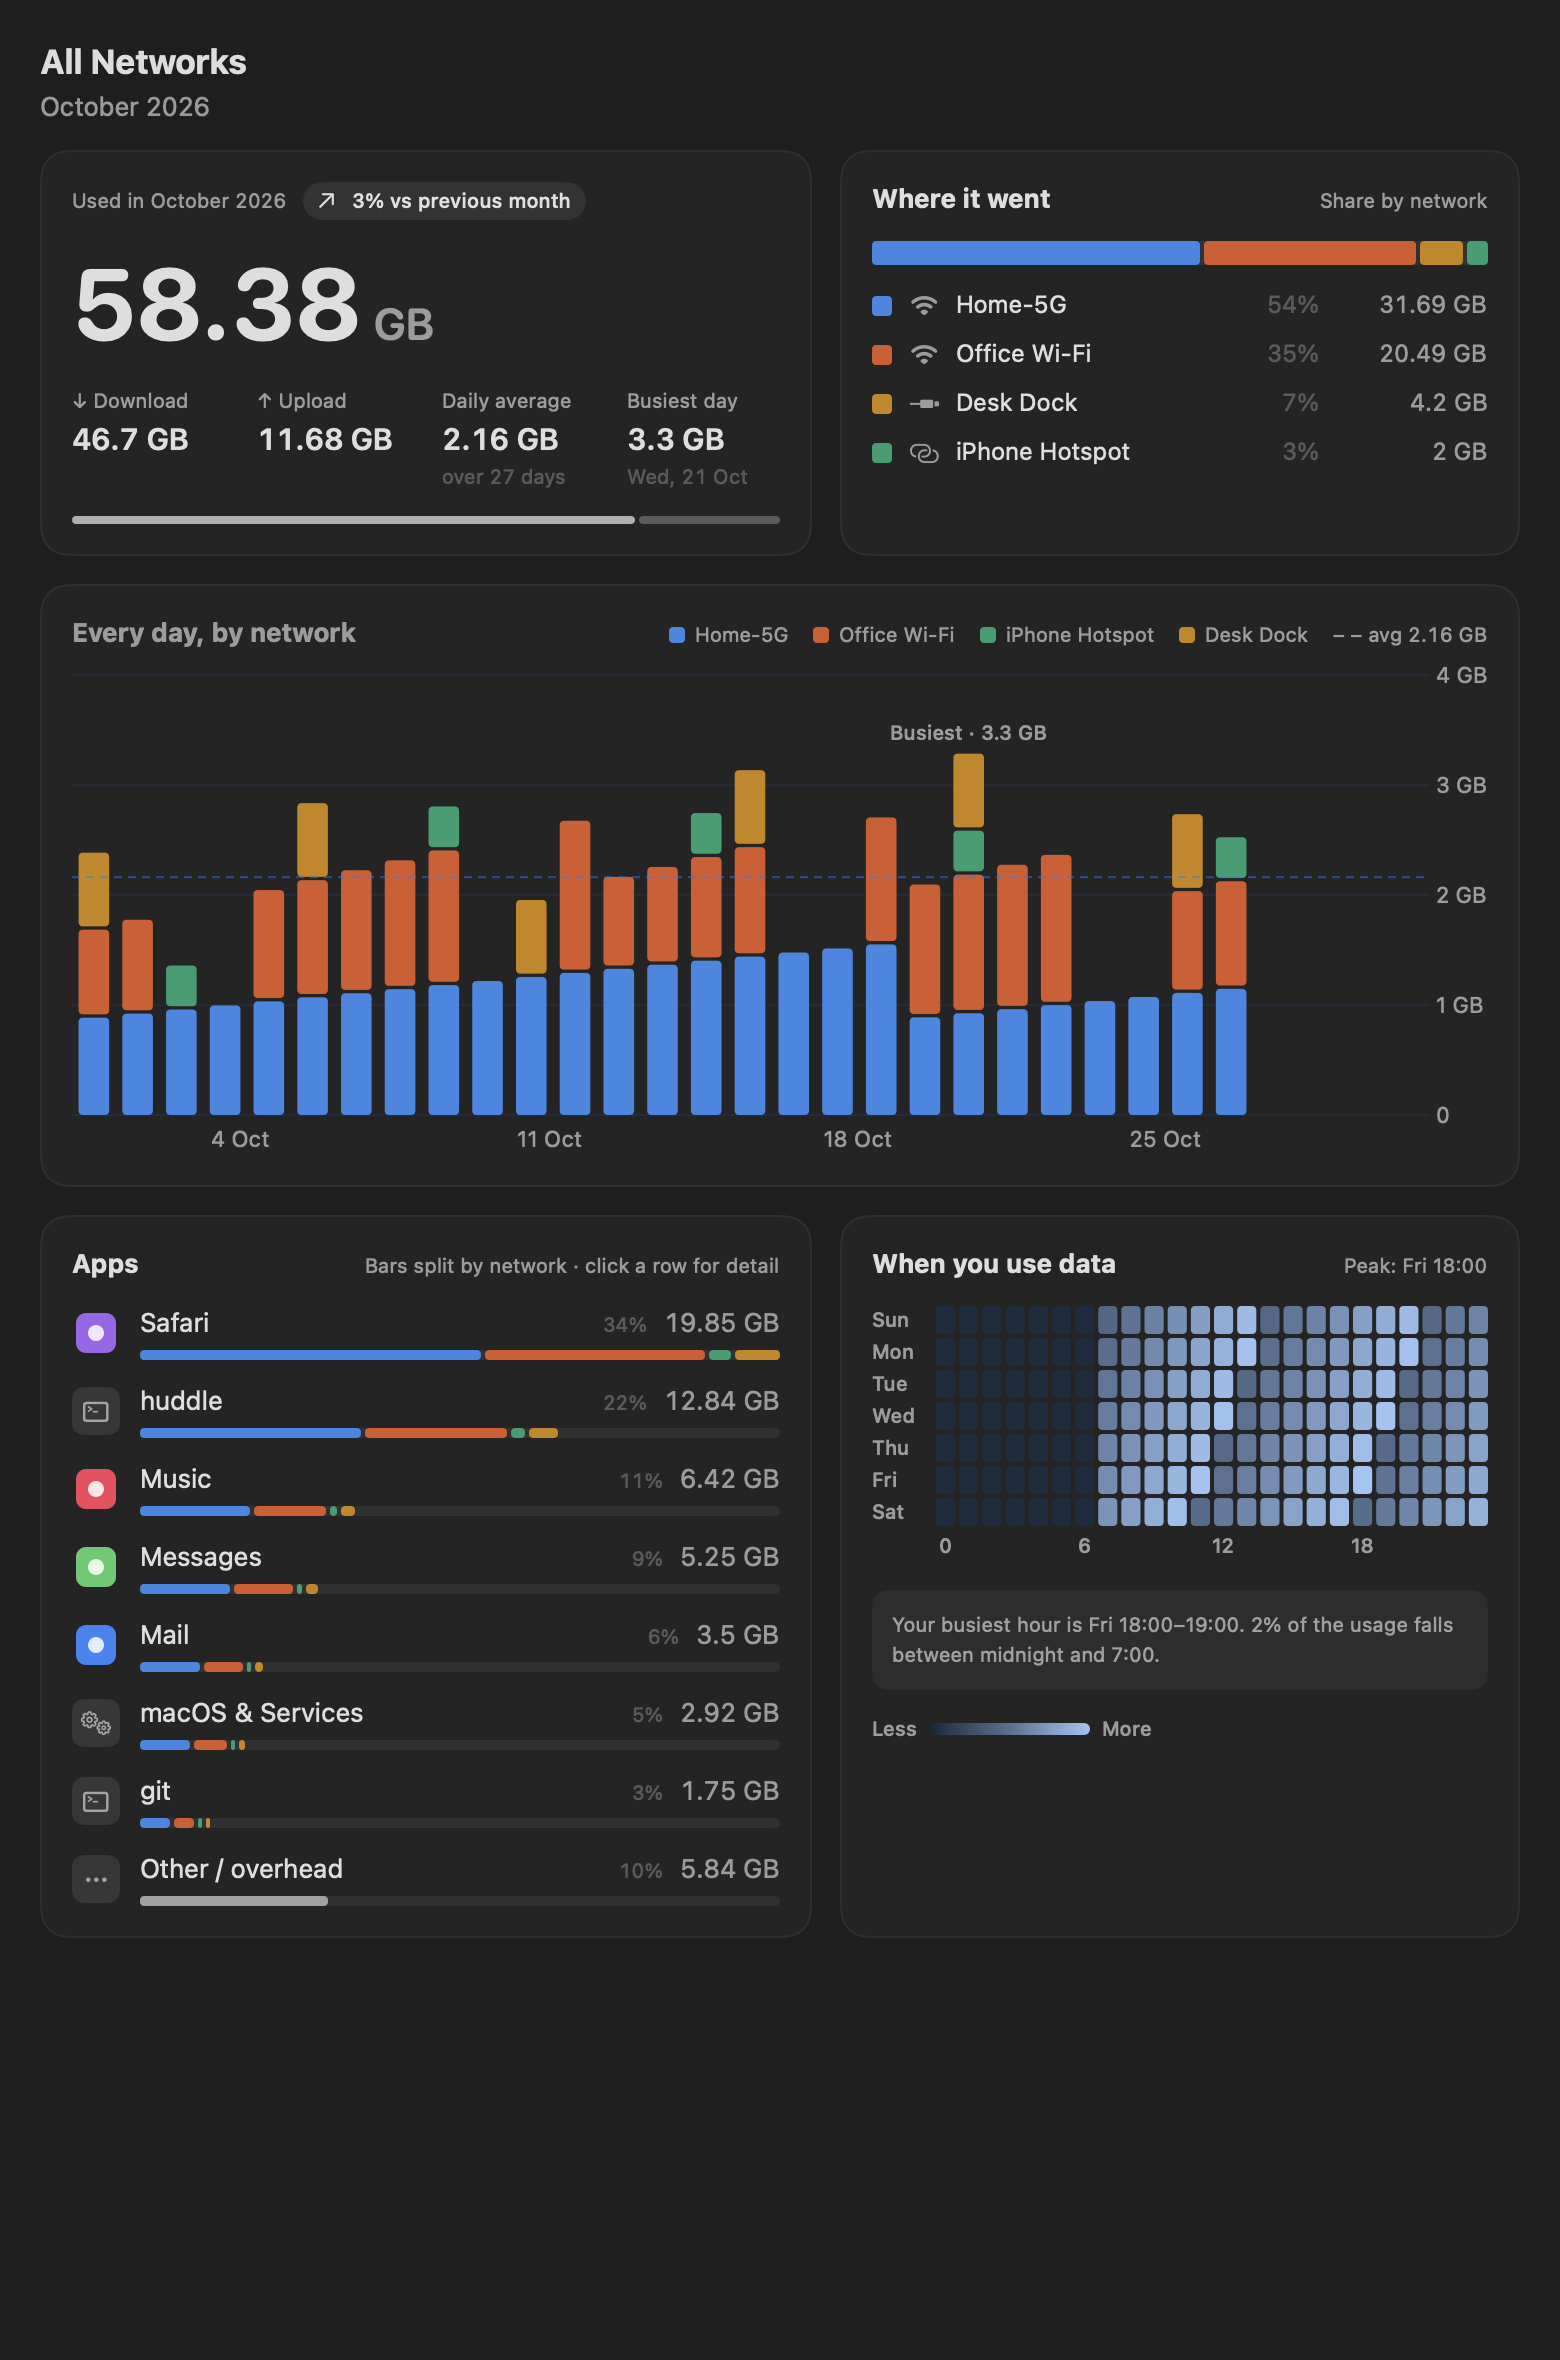 All Networks
October 2026
Used in October 2026
3% vs previous month
58.38 GB
↓ Download
46.7 GB
↑ Upload
11.68 GB
Daily average
2.16 GB
over 27 days
Busiest day
3.3 GB
Wed, 21 Oct
Where it went
Share by network
Home-5G 54% 31.69 GB
Office Wi-Fi 35% 20.49 GB
Desk Dock 7% 4.2 GB
iPhone Hotspot 3% 2 GB
Every day, by network
Home-5G Office Wi-Fi iPhone Hotspot Desk Dock – – avg 2.16 GB
4 GB
Busiest · 3.3 GB
3 GB
2 GB
1 GB
0
4 Oct 11 Oct 18 Oct 25 Oct
Apps
Bars split by network · click a row for detail
Safari 34% 19.85 GB
huddle 22% 12.84 GB
Music 11% 6.42 GB
Messages 9% 5.25 GB
Mail 6% 3.5 GB
macOS & Services 5% 2.92 GB
git 3% 1.75 GB
Other / overhead 10% 5.84 GB
When you use data
Peak: Fri 18:00
Sun
Mon
Tue
Wed
Thu
Fri
Sat
0 6 12 18
Your busiest hour is Fri 18:00–19:00. 2% of the usage falls
between midnight and 7:00.
Less More